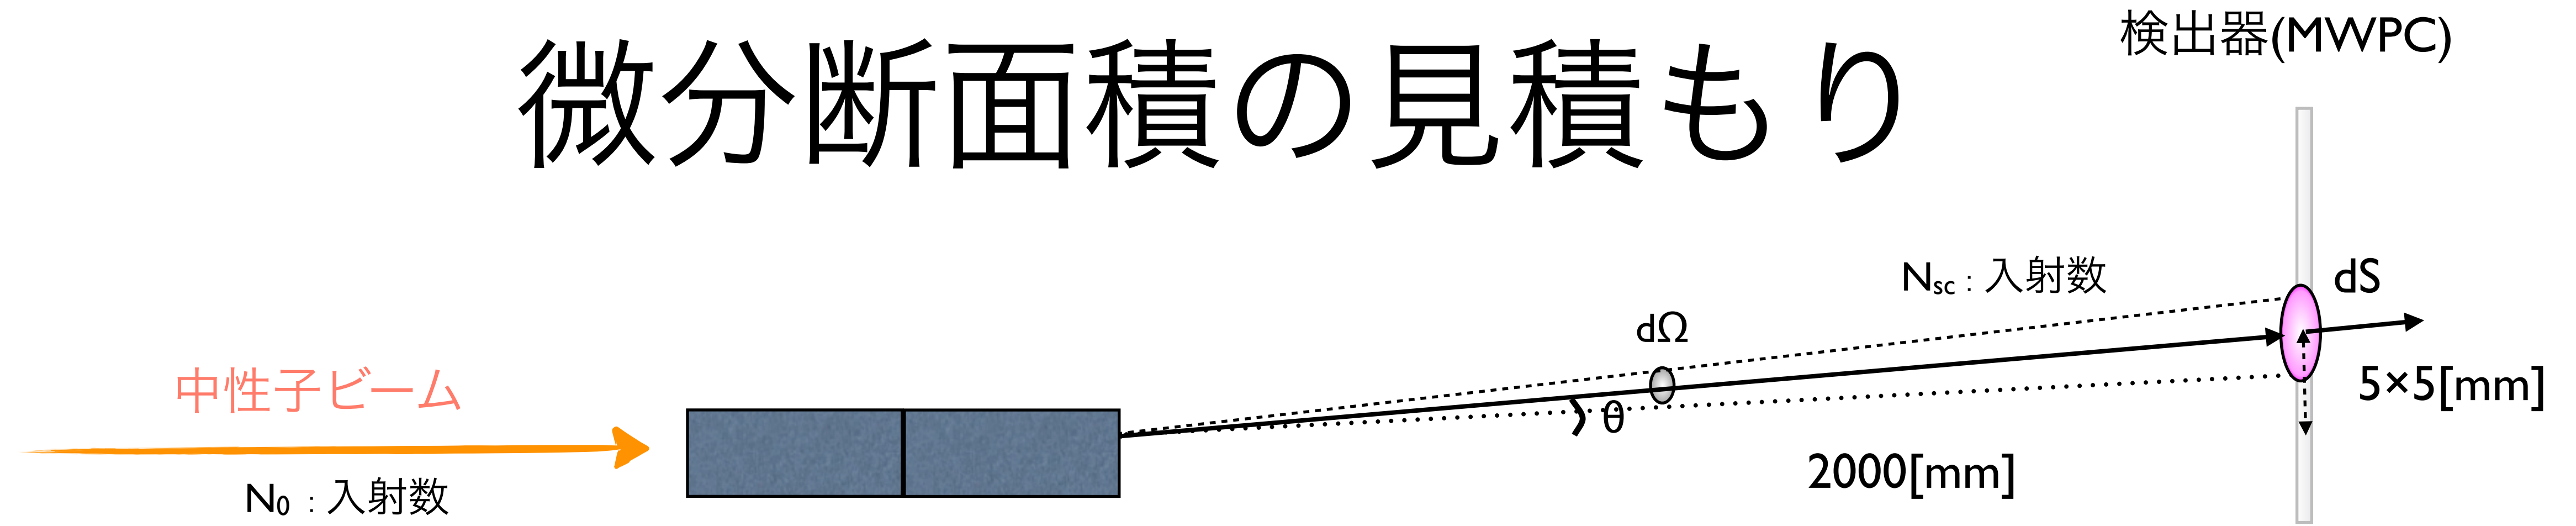 検出器(MWPC)
微分断面積の見積もり
Nsc : 入射数
dS
dΩ
中性子ビーム
5×5[mm]
θ
2000[mm]
N0 : 入射数